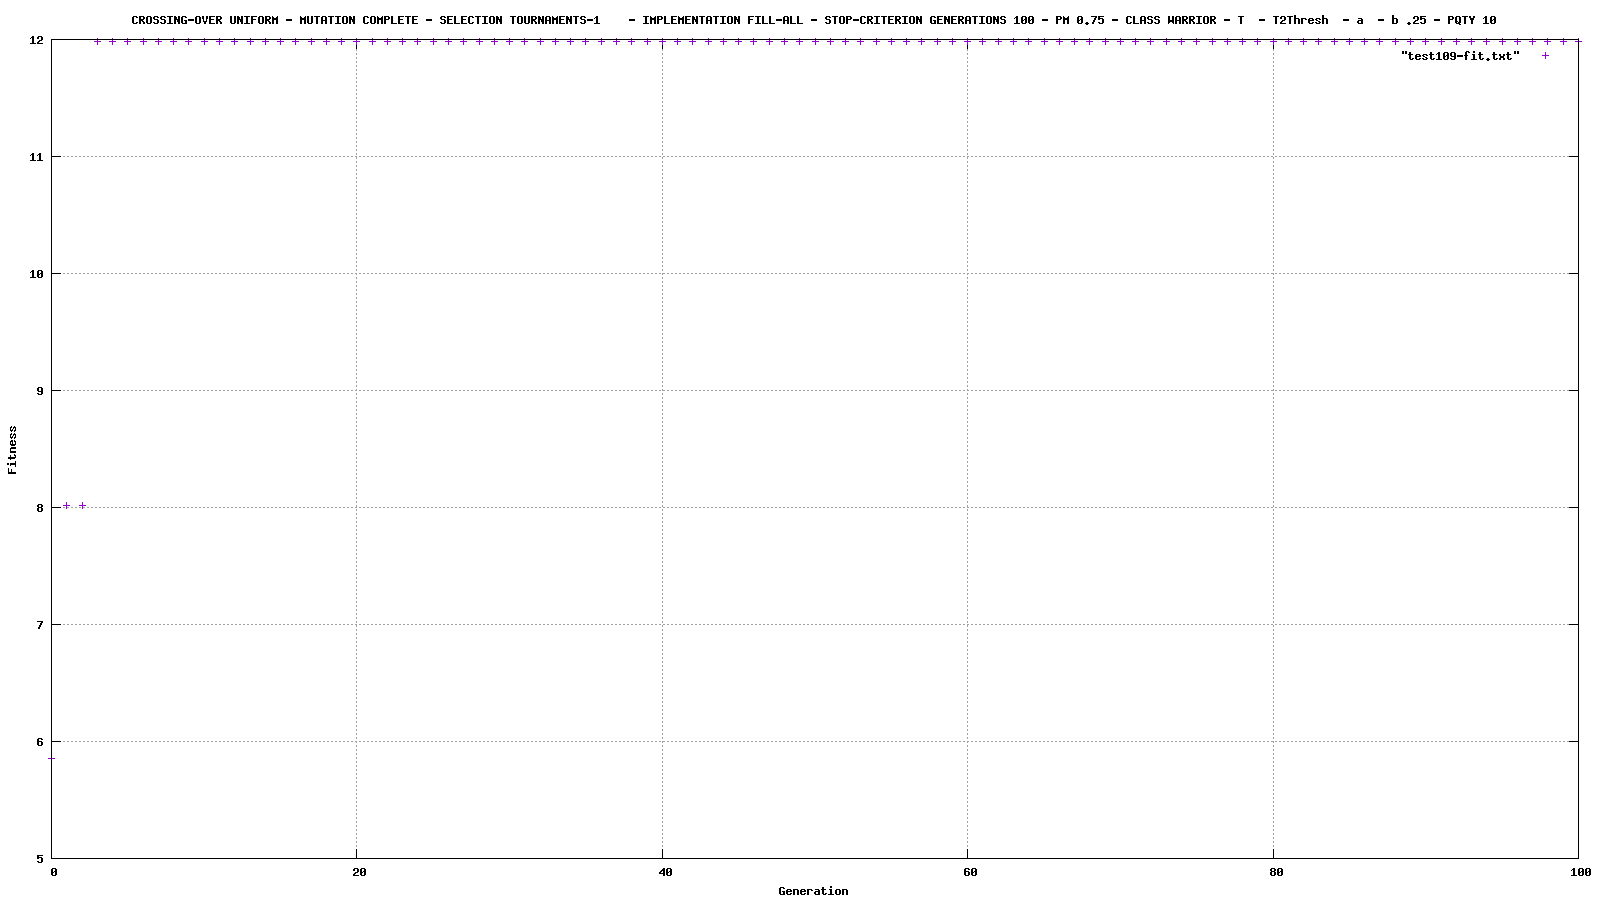 CROSSING-OVER UNIFORM - MUTATION COMPLETE - SELECTION TOURNAMENTS-1    - IMPLEMENTATION FILL-ALL - STOP-CRITERION GENERATIONS 100 - PM 0.75 - CLASS WARRIOR - T  - T2Thresh  - a  - b .25 - PQTY 10
12
"test109-fit.txt"
11
10
9
Fitness
8
7
6
5
0 20 40 60 80 100
Generation